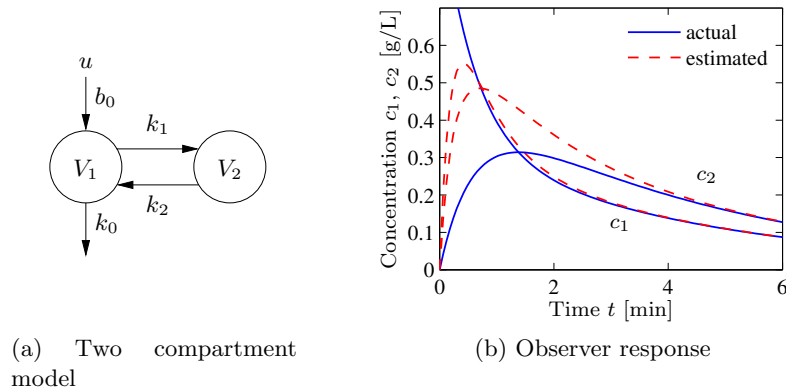 u
b₀
k₁
V₁
V₂
k₂
k₀
(a) Two compartment
model
Concentration c₁, c₂ [g/L]
0.6
0.5
0.4
0.3
0.2
0.1
0
0
2
4
6
actual
estimated
c₂
c₁
Time t [min]
(b) Observer response